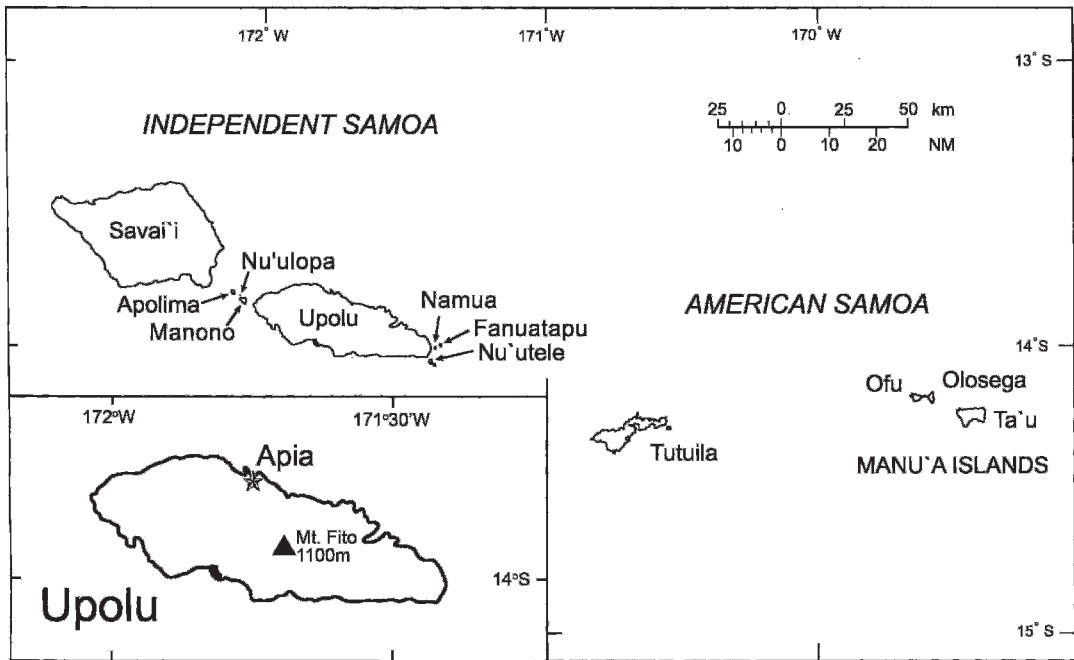 172° W
171° W
170° W
13° S
INDEPENDENT SAMOA
25 0 25 50 km
10 0 10 20 NM
Savai`i
Nu'ulopa
Apolima
Manono
Upolu
Namua
Fanuatapu
Nu`utele
AMERICAN SAMOA
14° S
Ofu
Olosega
Ta`u
Tutuila
MANU`A ISLANDS
172°W
171°30'W
Apia
Mt. Fito
1100m
14°S
Upolu
15° S